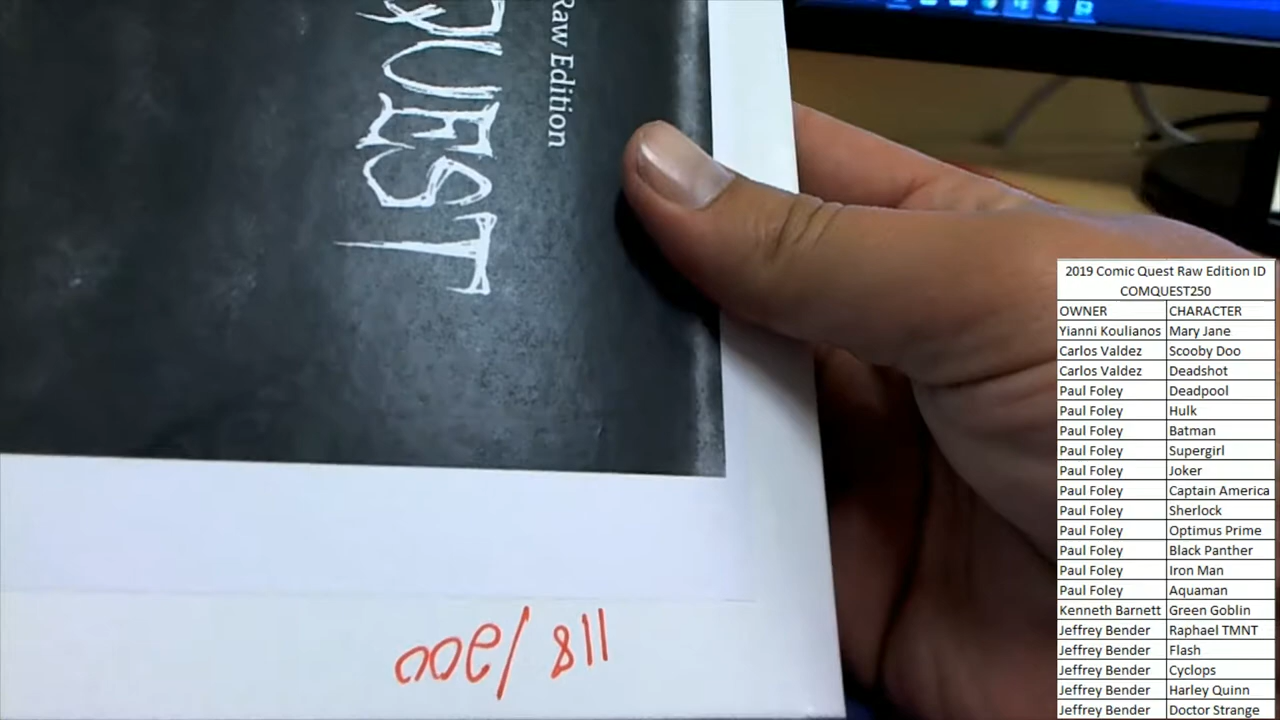 QUEST
Raw Edition
118/200
2019 Comic Quest Raw Edition ID
COMQUEST250
OWNER CHARACTER
Yianni Koulianos Mary Jane
Carlos Valdez Scooby Doo
Carlos Valdez Deadshot
Paul Foley Deadpool
Paul Foley Hulk
Paul Foley Batman
Paul Foley Supergirl
Paul Foley Joker
Paul Foley Captain America
Paul Foley Sherlock
Paul Foley Optimus Prime
Paul Foley Black Panther
Paul Foley Iron Man
Paul Foley Aquaman
Kenneth Barnett Green Goblin
Jeffrey Bender Raphael TMNT
Jeffrey Bender Flash
Jeffrey Bender Cyclops
Jeffrey Bender Harley Quinn
Jeffrey Bender Doctor Strange